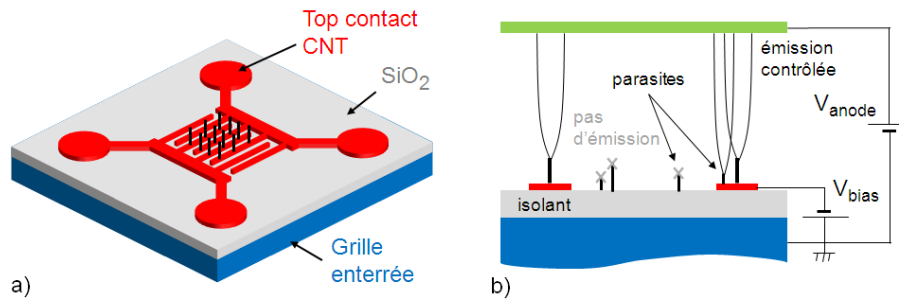 Top contact
CNT
SiO2
Grille
enterrée
a)
émission
contrôlée
parasites
Vanode
pas
d'émission
Vbias
isolant
b)